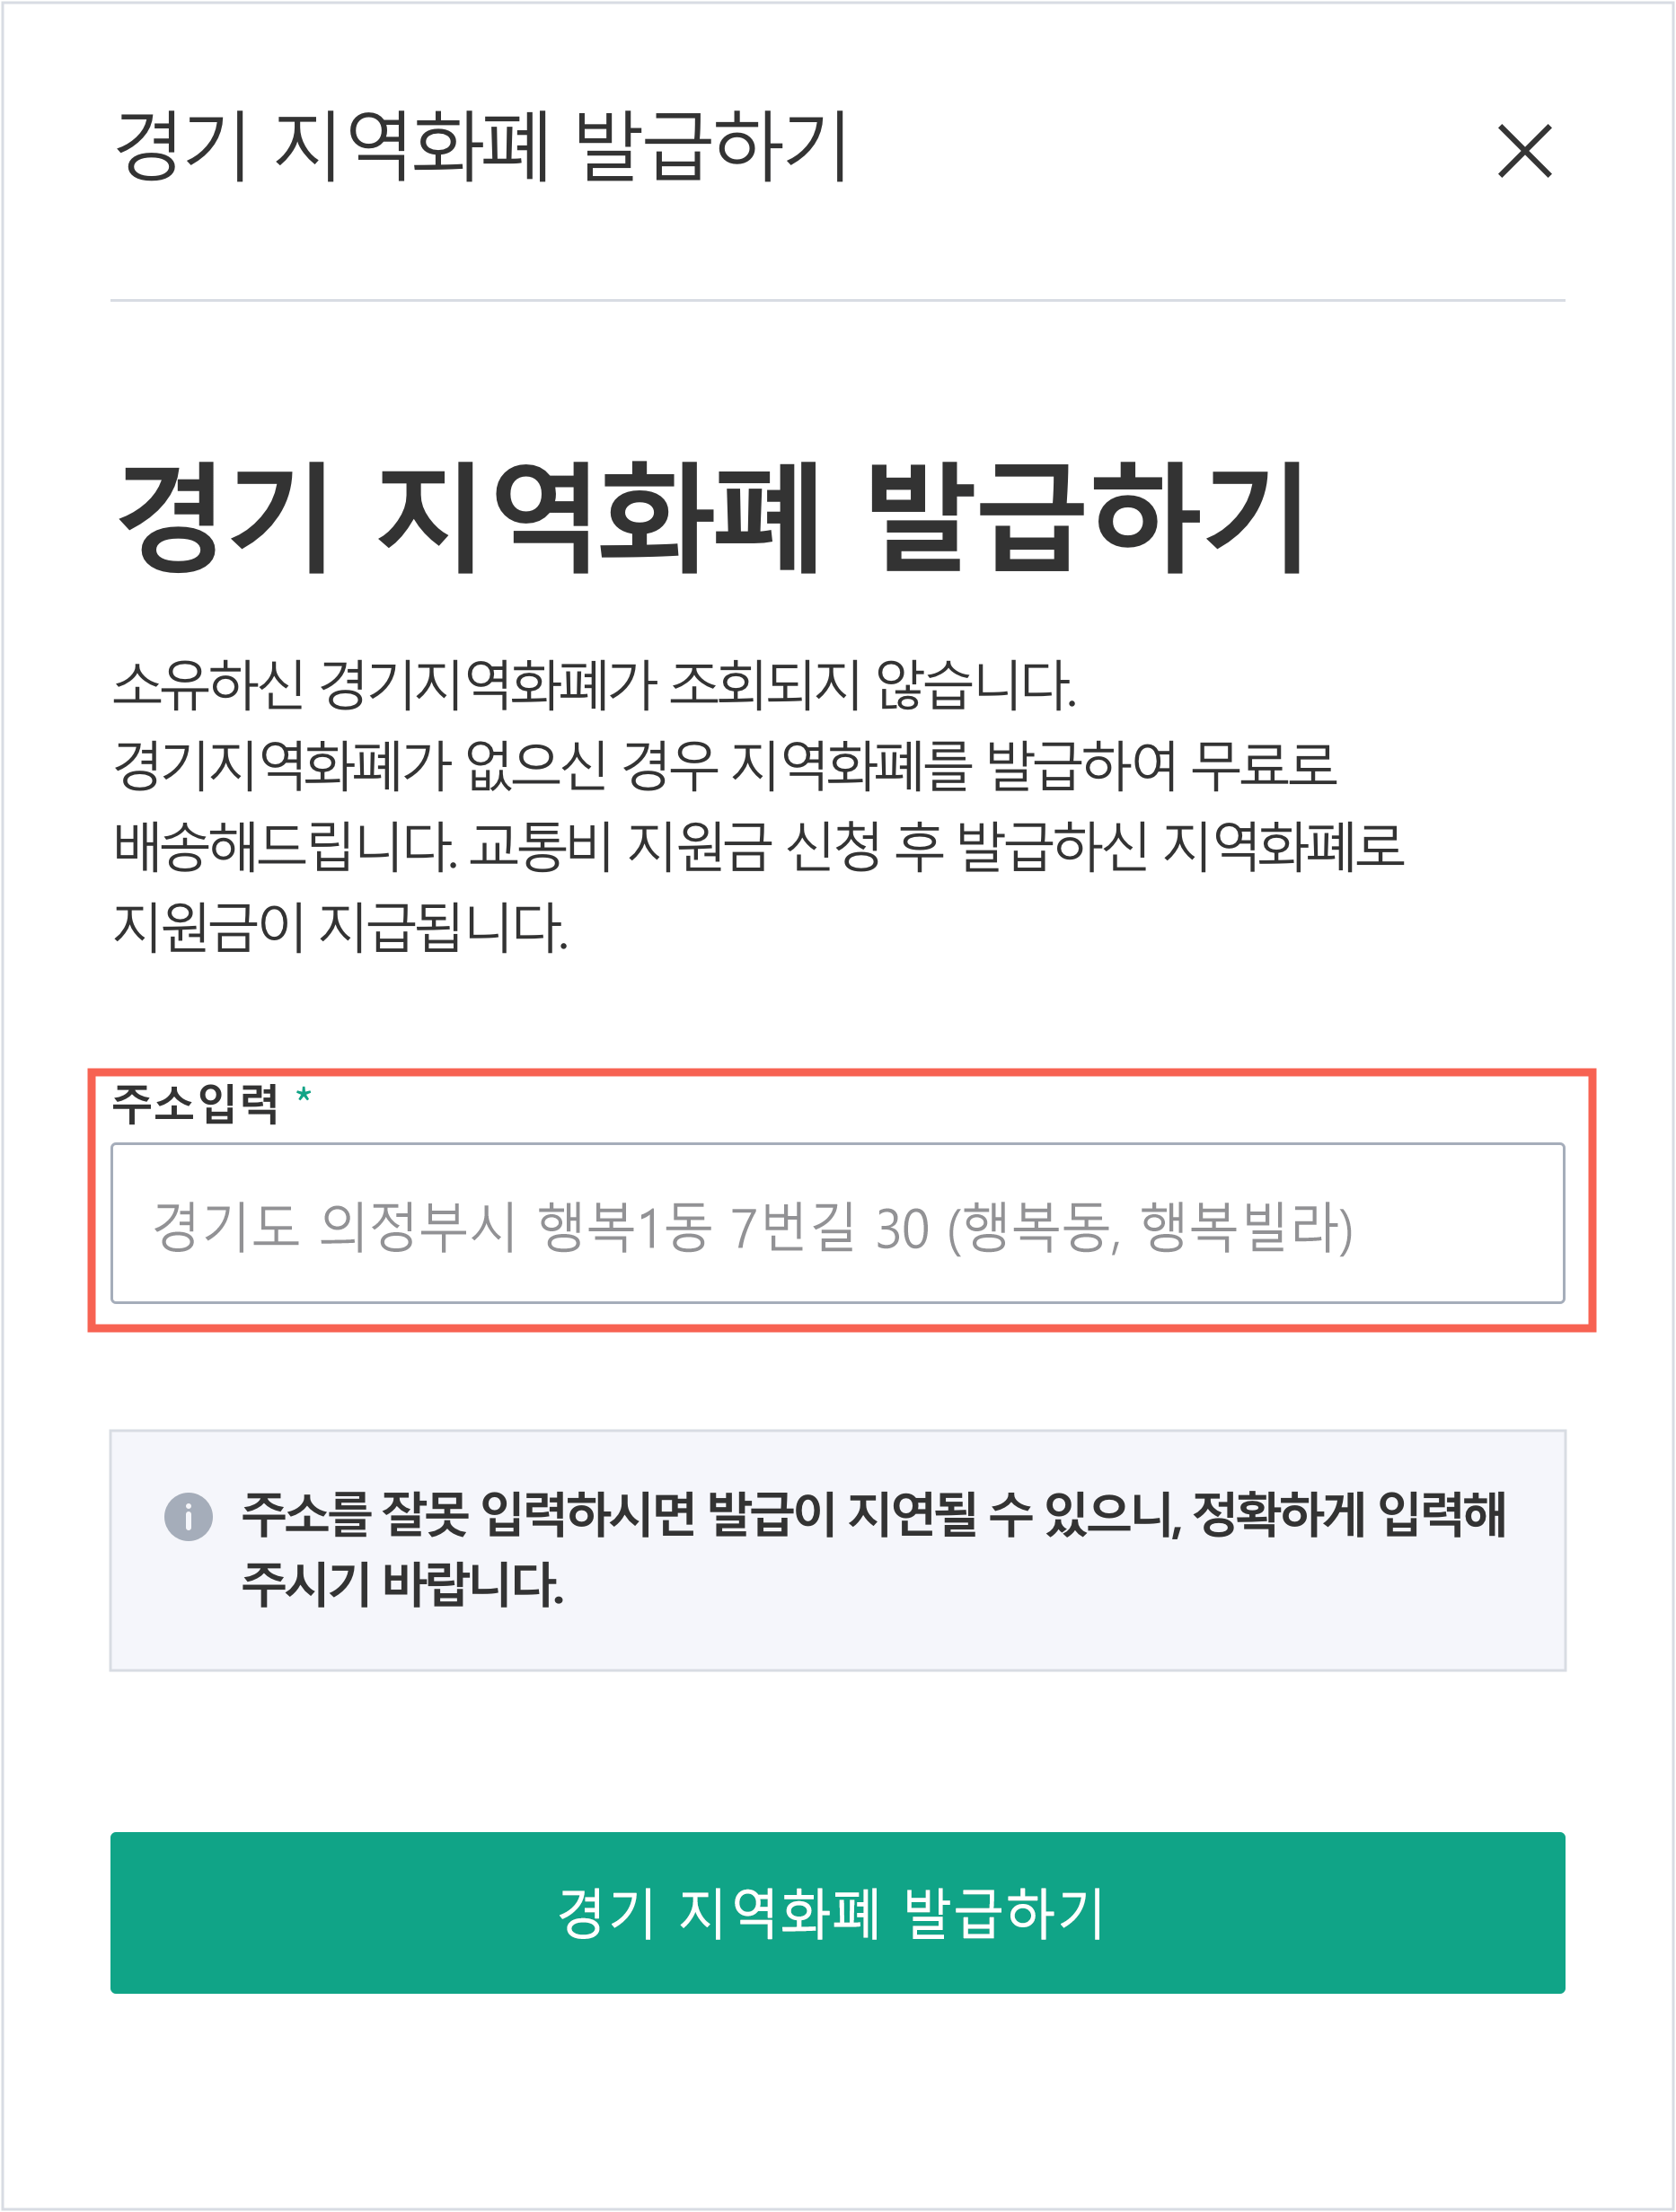 경기 지역화폐 발급하기
경기 지역화폐 발급하기
소유하신 경기지역화폐가 조회되지 않습니다.
경기지역화폐가 없으신 경우 지역화폐를 발급하여 무료로
배송해드립니다. 교통비 지원금 신청 후 발급하신 지역화폐로
지원금이 지급됩니다.
주소입력 *
경기도 의정부시 행복1동 7번길 30 (행복동, 행복빌라)
주소를 잘못 입력하시면 발급이 지연될 수 있으니, 정확하게 입력해
주시기 바랍니다.
경기 지역화폐 발급하기